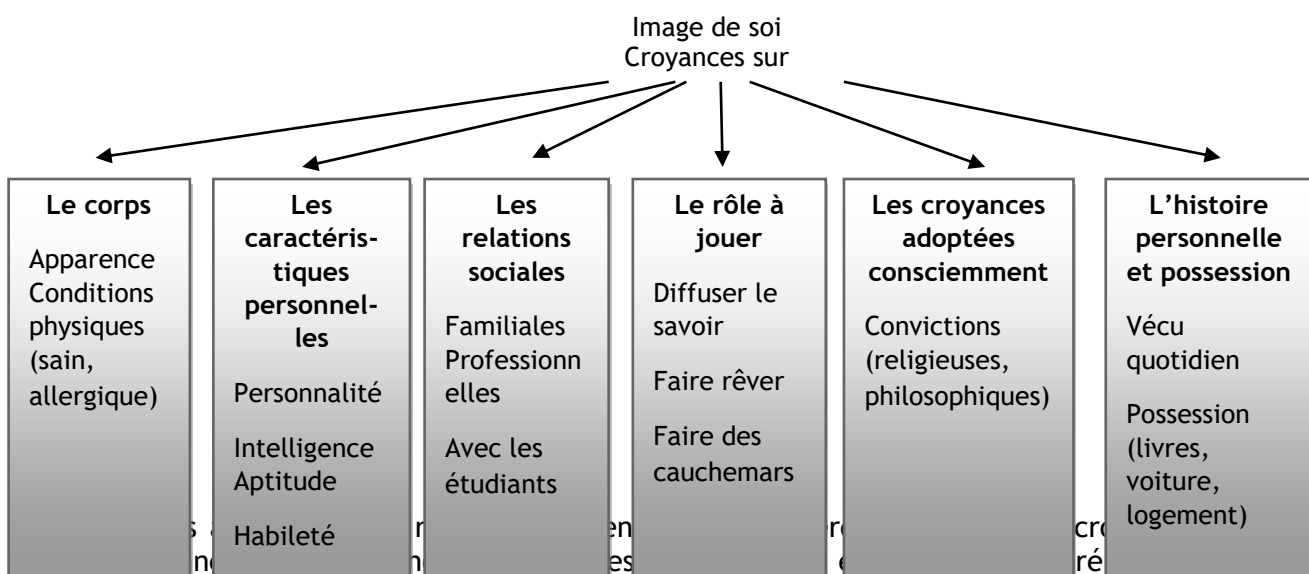 Image de soi
Croyances sur
Le corps
Apparence
Conditions
physiques
(sain,
allergique)
Les
caractéris-
tiques
personnel-
les
Personnalité
Intelligence
Aptitude
Habileté
Les
relations
sociales
Familiales
Professionn
elles
Avec les
étudiants
Le rôle à
jouer
Diffuser le
savoir
Faire rêver
Faire des
cauchemars
Les croyances
adoptées
consciemment
Convictions
(religieuses,
philosophiques)
L’histoire
personnelle
et possession
Vécu
quotidien
Possession
(livres,
voiture,
logement)